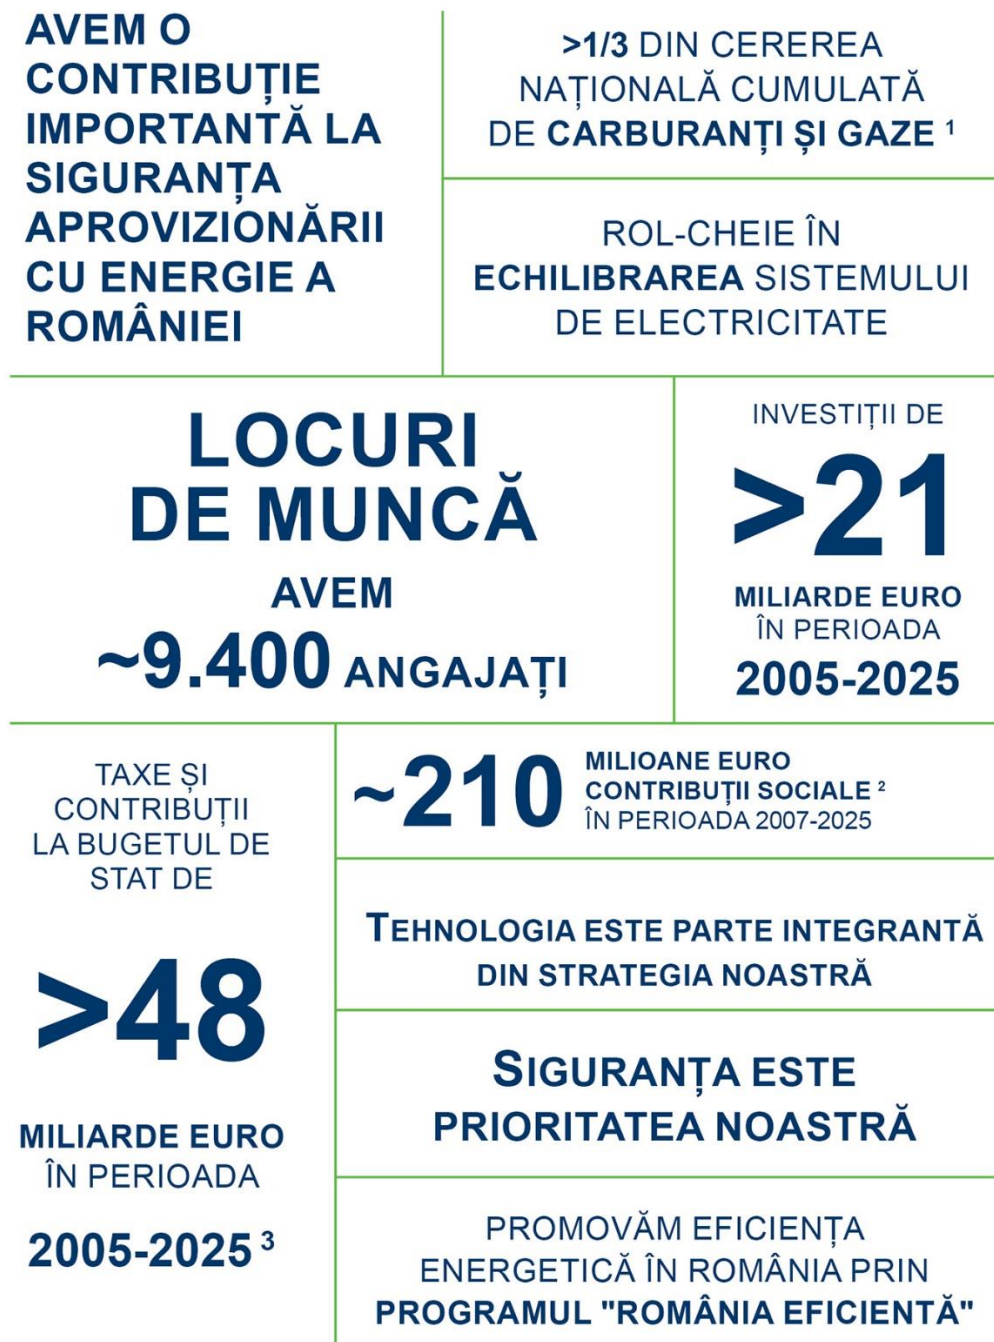 AVEM O
CONTRIBUȚIE
IMPORTANTĂ LA
SIGURANȚA
APROVIZIONĂRII
CU ENERGIE A
ROMÂNIEI
>1/3 DIN CEREREA
NAȚIONALĂ CUMULATĂ
DE CARBURANȚI ȘI GAZE ¹
ROL-CHEIE ÎN
ECHILIBRAREA SISTEMULUI
DE ELECTRICITATE
LOCURI
DE MUNCĂ
AVEM
~9.400 ANGAJAȚI
INVESTIȚII DE
>21
MILIARDE EURO
ÎN PERIOADA
2005-2025
TAXE ȘI
CONTRIBUȚII
LA BUGETUL DE
STAT DE
>48
MILIARDE EURO
ÎN PERIOADA
2005-2025 ³
~210
MILIOANE EURO
CONTRIBUȚII SOCIALE ²
ÎN PERIOADA 2007-2025
TEHNOLOGIA ESTE PARTE INTEGRANTĂ
DIN STRATEGIA NOASTRĂ
SIGURANȚA ESTE
PRIORITATEA NOASTRĂ
PROMOVĂM EFICIENȚA
ENERGETICĂ ÎN ROMÂNIA PRIN
PROGRAMUL "ROMÂNIA EFICIENTĂ"